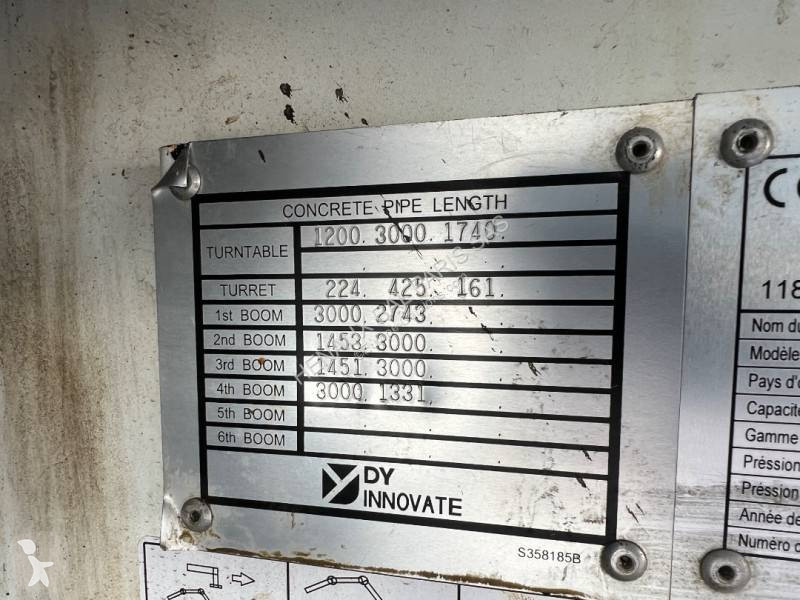 CONCRETE PIPE LENGTH
TURNTABLE 1200. 3000. 1740.
TURRET 224. 425. 161.
1st BOOM 3000. 2743.
2nd BOOM 1453. 3000.
3rd BOOM 1451. 3000.
4th BOOM 3000. 1331.
5th BOOM
6th BOOM
DY
INNOVATE
S358185B
118
Nom du
Modèle
Pays d'
Capacité
Gamme
Préssion
Préssion
Année de
Numéro d